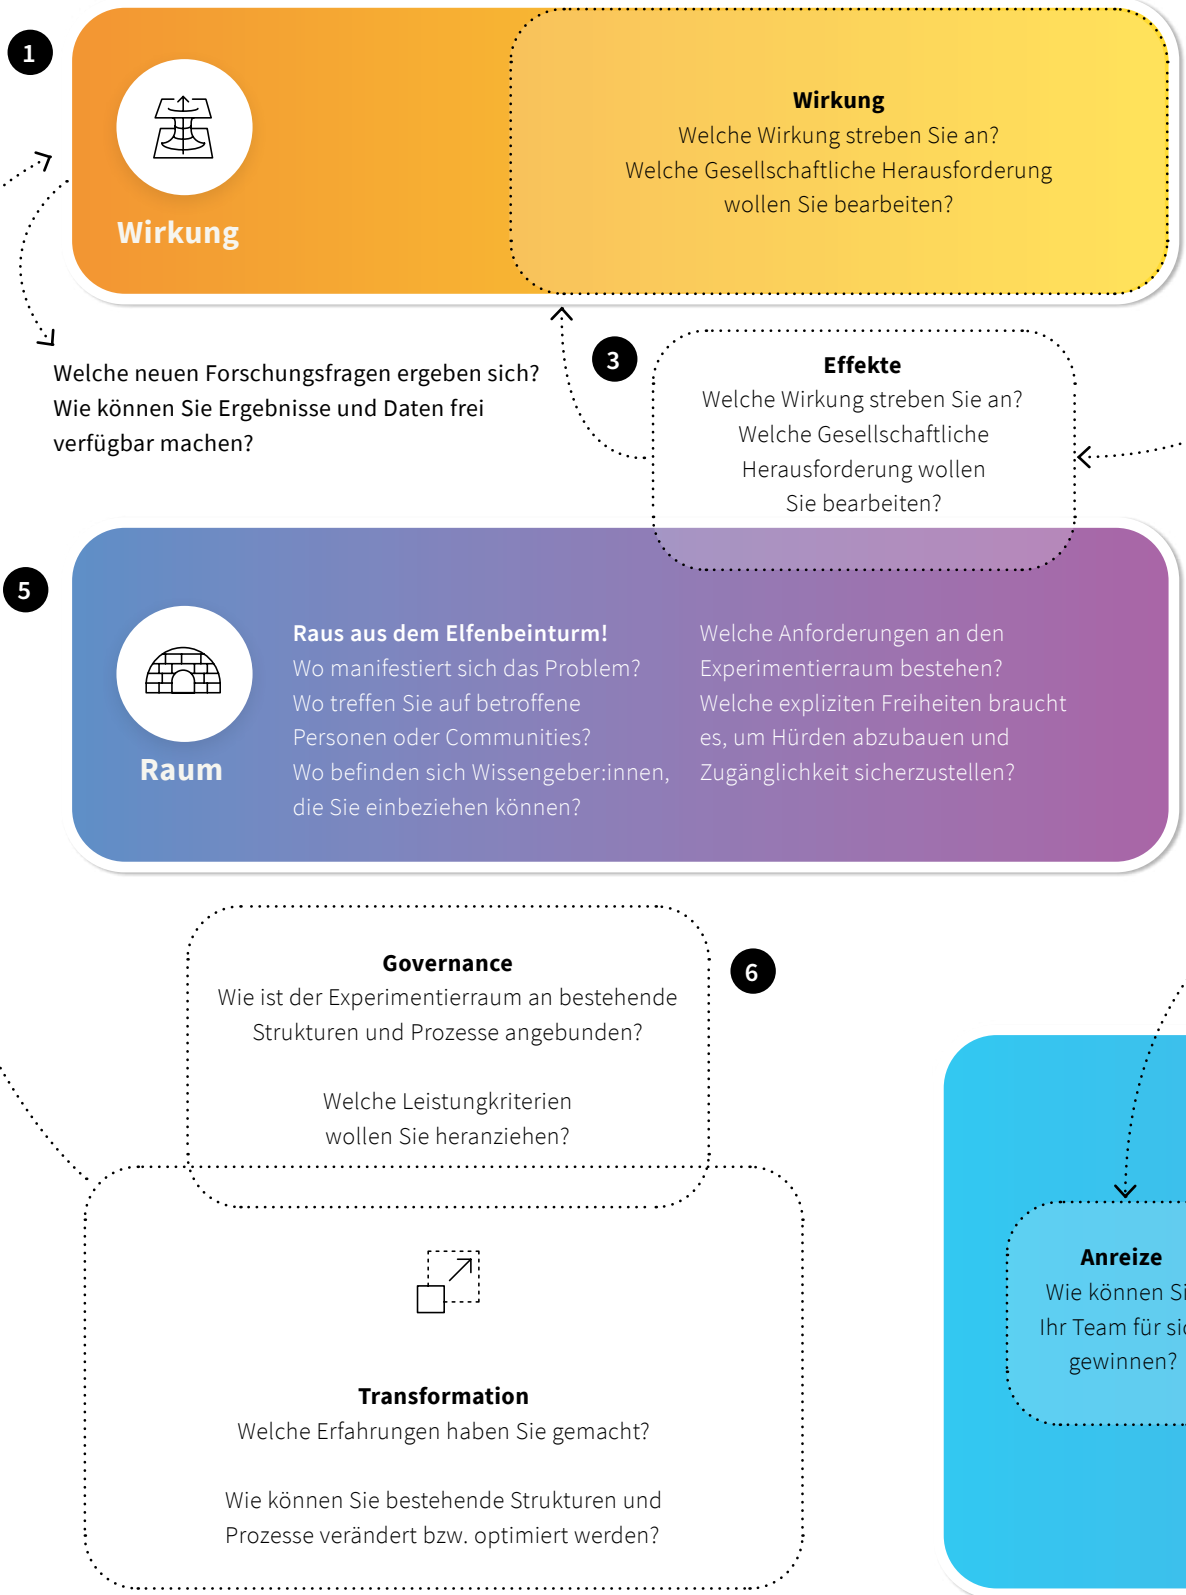 1
Wirkung
Wirkung
Welche Wirkung streben Sie an?
Welche Gesellschaftliche Herausforderung
wollen Sie bearbeiten?
Welche neuen Forschungsfragen ergeben sich?
Wie können Sie Ergebnisse und Daten frei
verfügbar machen?
3
Effekte
Welche Wirkung streben Sie an?
Welche Gesellschaftliche
Herausforderung wollen
Sie bearbeiten?
5
Raum
Raus aus dem Elfenbeinturm!
Wo manifestiert sich das Problem?
Wo treffen Sie auf betroffene
Personen oder Communities?
Wo befinden sich Wissengeber:innen,
die Sie einbeziehen können?
Welche Anforderungen an den
Experimentierraum bestehen?
Welche expliziten Freiheiten braucht
es, um Hürden abzubauen und
Zugänglichkeit sicherzustellen?
Governance
Wie ist der Experimentierraum an bestehende
Strukturen und Prozesse angebunden?
Welche Leistungkriterien
wollen Sie heranziehen?
6
Transformation
Welche Erfahrungen haben Sie gemacht?
Wie können Sie bestehende Strukturen und
Prozesse verändert bzw. optimiert werden?
Anreize
Wie können
Ihr Team für
gewinnen?